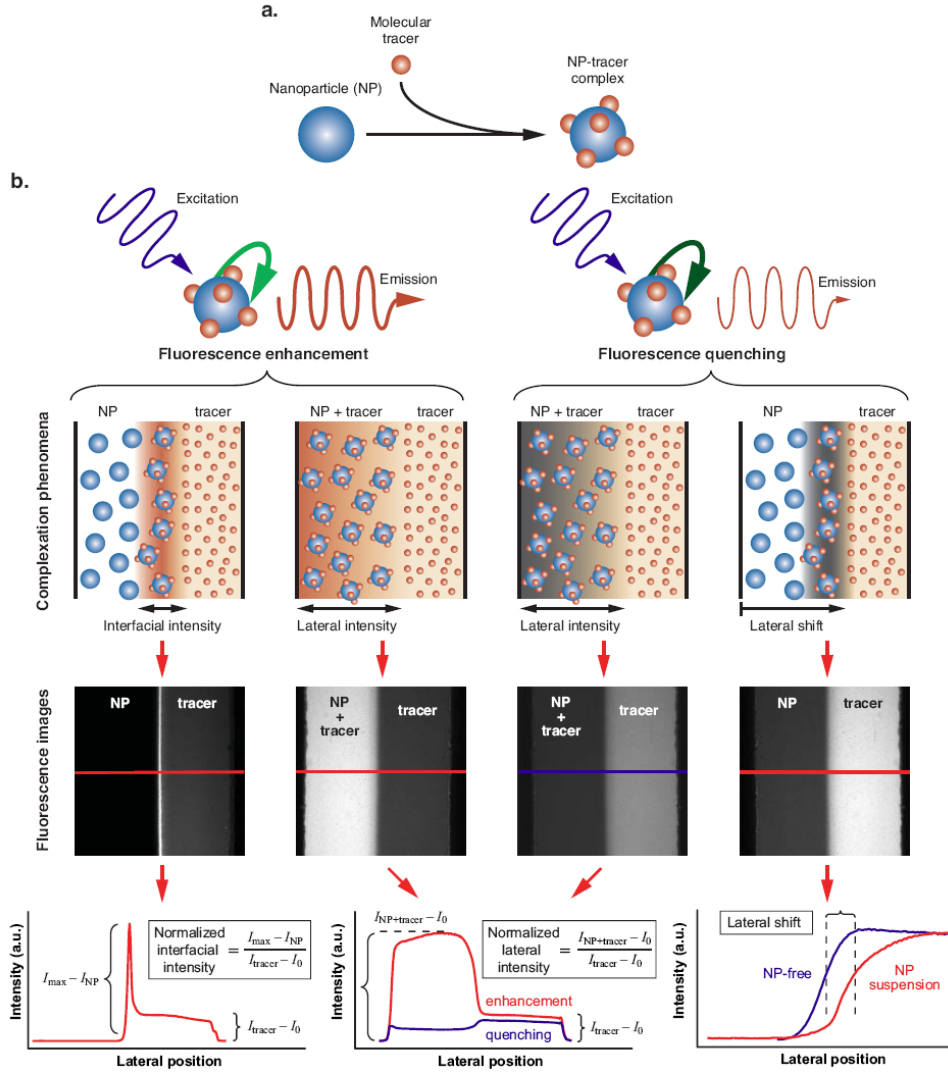 a.
Molecular
tracer
Nanoparticle (NP)
NP-tracer
complex
b.
Excitation
Emission
Fluorescence enhancement
Excitation
Emission
Fluorescence quenching
Complexation phenomena
NP tracer
NP + tracer tracer
NP + tracer tracer
NP tracer
Interfacial intensity
Lateral intensity
Lateral intensity
Lateral shift
Fluorescence images
NP tracer
NP
+
tracer
tracer
NP
+
tracer
tracer
NP tracer
Intensity (a.u.)
I_max – I_NP
Normalized
interfacial
intensity
= (I_max – I_NP) / (I_tracer – I_0)
I_tracer – I_0
Lateral position
Intensity (a.u.)
I_NP+tracer – I_0
Normalized
lateral
intensity
= (I_NP+tracer – I_0) / (I_tracer – I_0)
enhancement
quenching
I_tracer – I_0
Lateral position
Intensity (a.u.)
Lateral shift
NP-free
NP
suspension
Lateral position